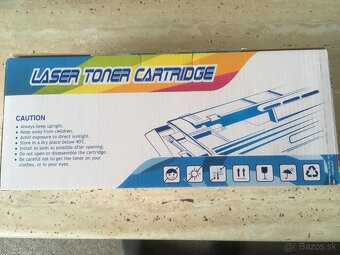 LASER TONER CARTRIDGE
CAUTION
• Always keep upright.
• Keep away from children.
• Avoid exposure to direct sunlight.
• Store in a dry place below 40C.
• Install as soon as possible after opening.
• Do not open or disassemble the cartridge.
• Be careful not to get the toner on your
clothes, or in your eyes.
Bazos.sk